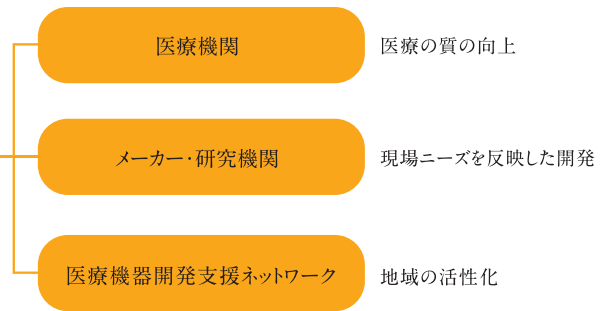 医療機関
医療の質の向上
メーカー・研究機関
現場ニーズを反映した開発
医療機器開発支援ネットワーク
地域の活性化